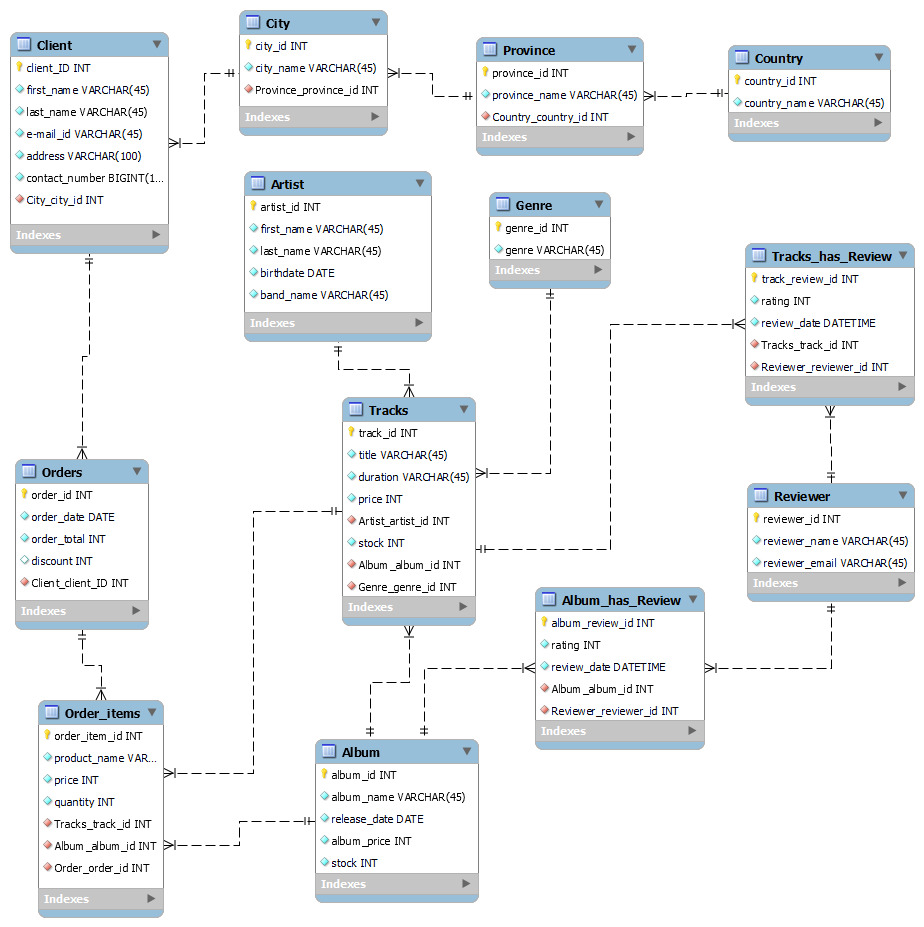 Client
client_ID INT
first_name VARCHAR(45)
last_name VARCHAR(45)
e-mail_id VARCHAR(45)
address VARCHAR(100)
contact_number BIGINT(1...
City_city_id INT
Indexes
City
city_id INT
city_name VARCHAR(45)
Province_province_id INT
Indexes
Province
province_id INT
province_name VARCHAR(45)
Country_country_id INT
Indexes
Country
country_id INT
country_name VARCHAR(45)
Indexes
Artist
artist_id INT
first_name VARCHAR(45)
last_name VARCHAR(45)
birthdate DATE
band_name VARCHAR(45)
Indexes
Genre
genre_id INT
genre VARCHAR(45)
Indexes
Tracks_has_Review
track_review_id INT
rating INT
review_date DATETIME
Tracks_track_id INT
Reviewer_reviewer_id INT
Indexes
Tracks
track_id INT
title VARCHAR(45)
duration VARCHAR(45)
price INT
Artist_artist_id INT
stock INT
Album_album_id INT
Genre_genre_id INT
Indexes
Orders
order_id INT
order_date DATE
order_total INT
discount INT
Client_client_ID INT
Indexes
Reviewer
reviewer_id INT
reviewer_name VARCHAR(45)
reviewer_email VARCHAR(45)
Indexes
Album_has_Review
album_review_id INT
rating INT
review_date DATETIME
Album_album_id INT
Reviewer_reviewer_id INT
Indexes
Order_items
order_item_id INT
product_name VAR...
price INT
quantity INT
Tracks_track_id INT
Album_album_id INT
Order_order_id INT
Indexes
Album
album_id INT
album_name VARCHAR(45)
release_date DATE
album_price INT
stock INT
Indexes